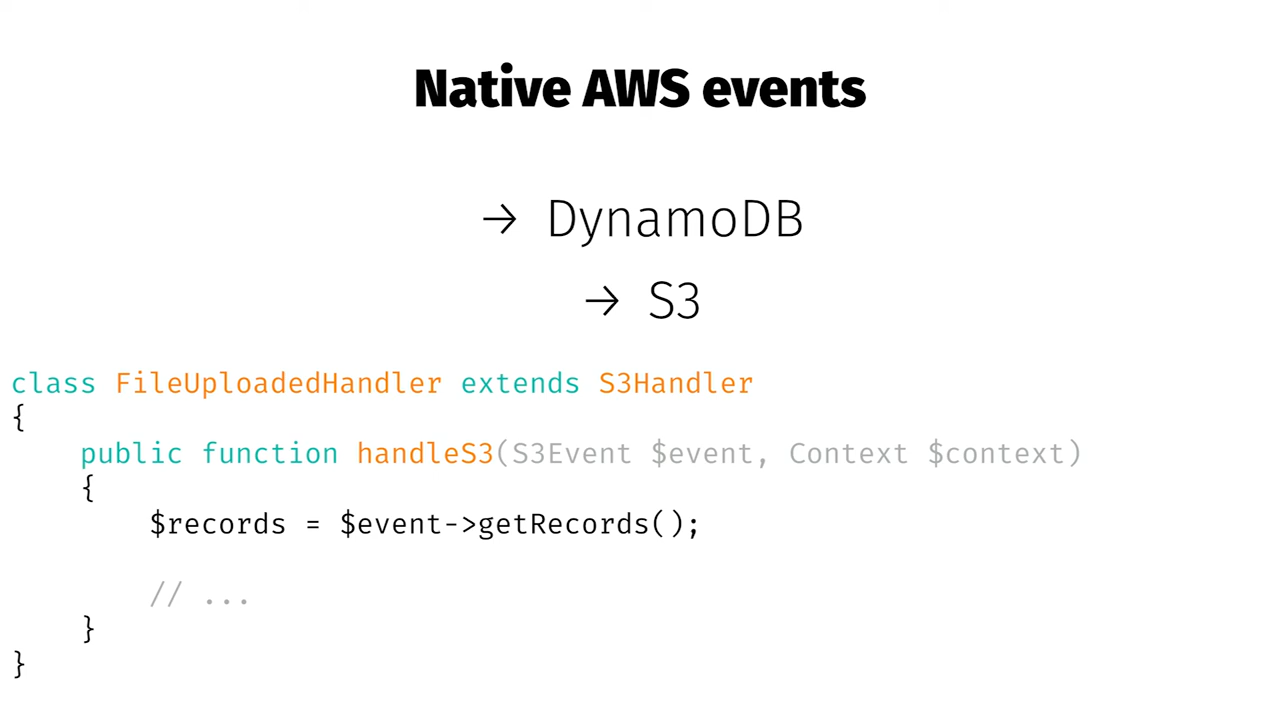 Native AWS events
→ DynamoDB
→ S3
class FileUploadedHandler extends S3Handler
{
    public function handleS3(S3Event $event, Context $context)
    {
        $records = $event->getRecords();
        // ...
    }
}